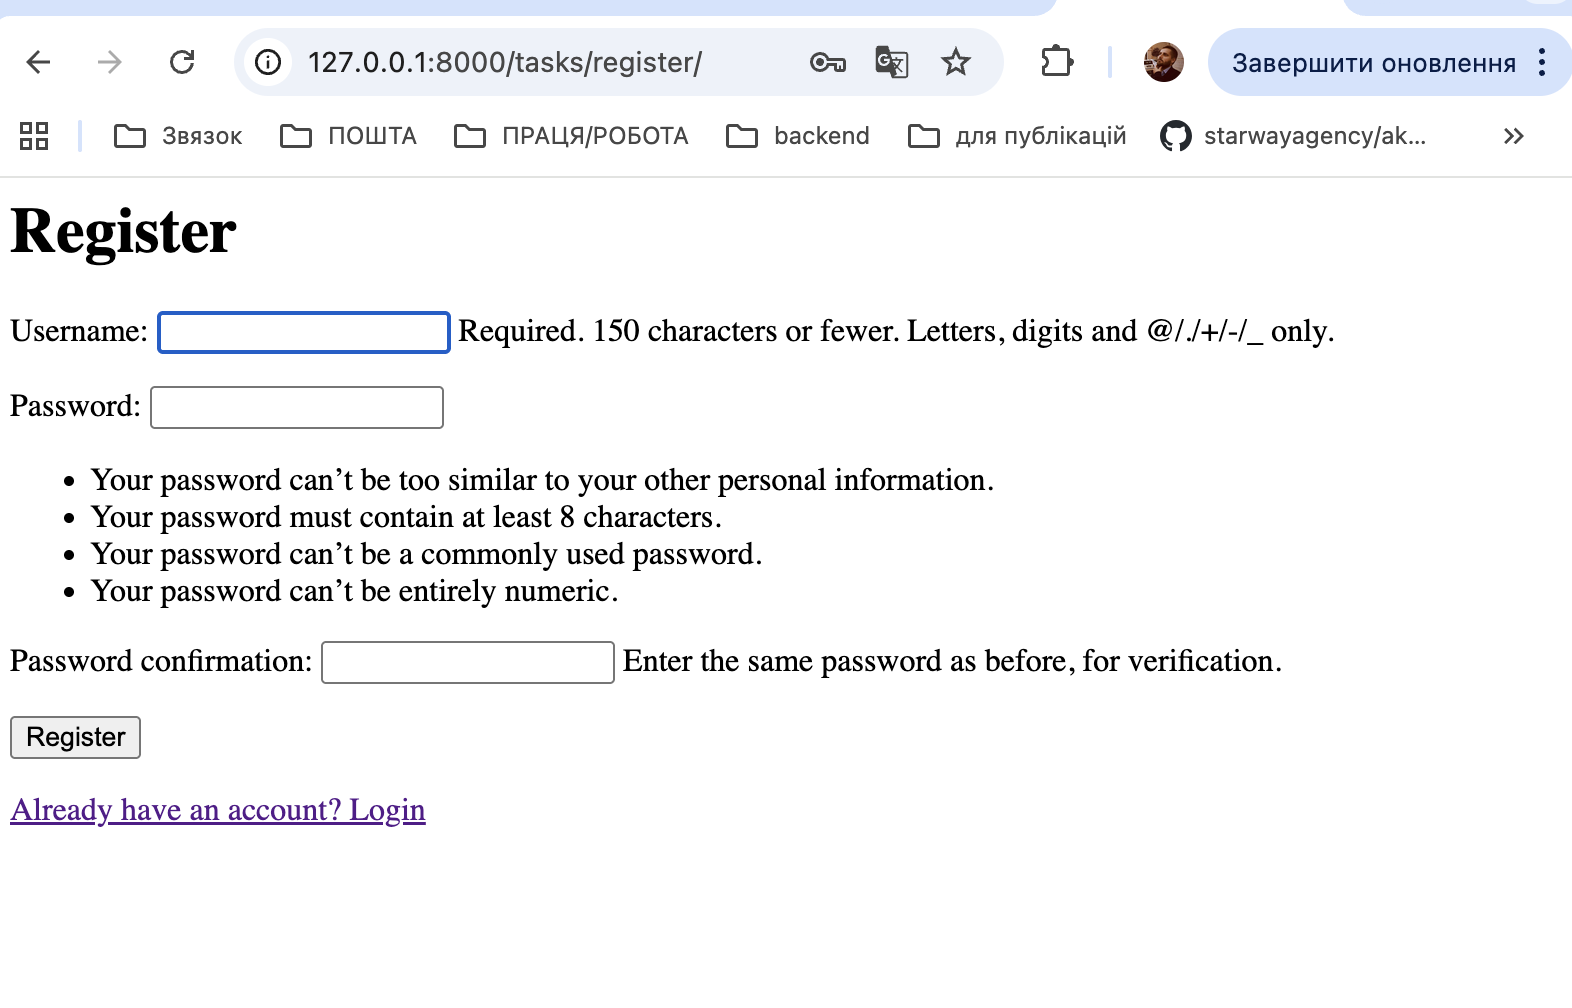 127.0.0.1:8000/tasks/register/
Завершити оновлення
Звязок ПОШТА ПРАЦЯ/РОБОТА backend для публікацій starwayagency/ak...
Register
Username: Required. 150 characters or fewer. Letters, digits and @/./+/-/_ only.
Password:
Your password can’t be too similar to your other personal information.
Your password must contain at least 8 characters.
Your password can’t be a commonly used password.
Your password can’t be entirely numeric.
Password confirmation: Enter the same password as before, for verification.
Register
Already have an account? Login